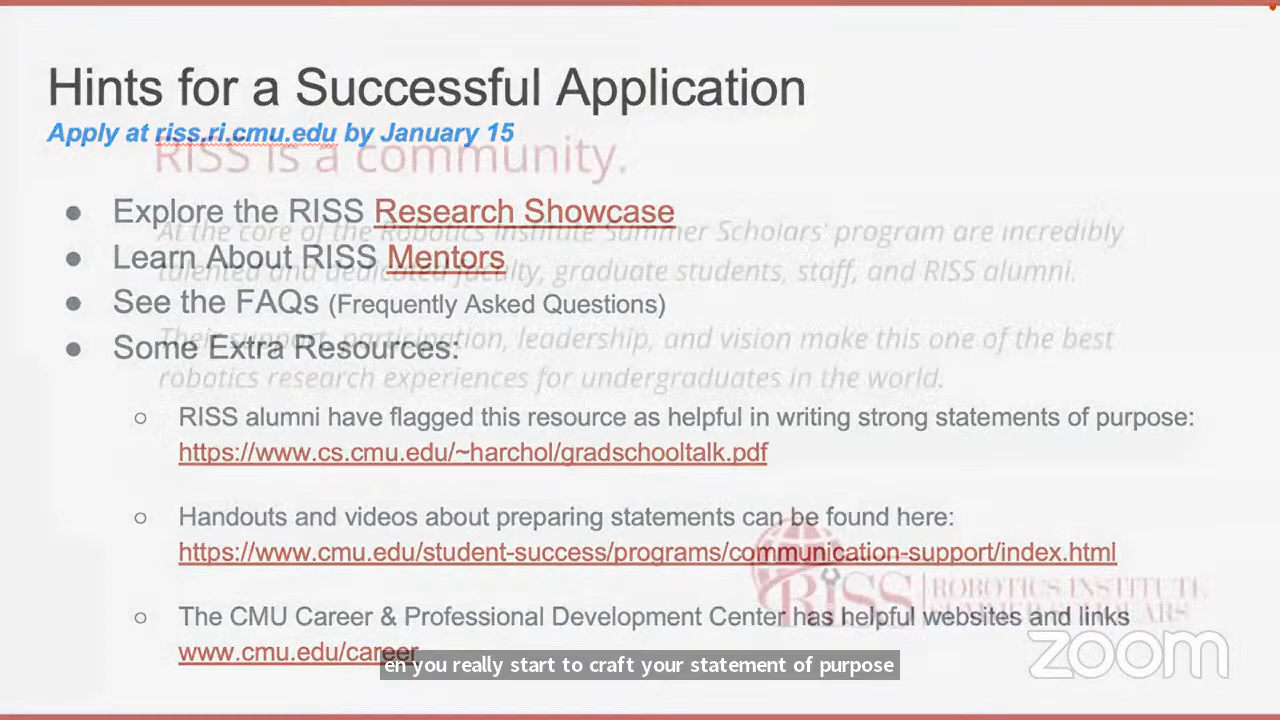 Hints for a Successful Application
Apply at riss.ri.cmu.edu by January 15
RISS is a community.
● Explore the RISS Research Showcase
At the core of the Robotics Institute Summer Scholars' program are incredibly
● Learn About RISS Mentors
talented and dedicated faculty, graduate students, staff, and RISS alumni.
● See the FAQs (Frequently Asked Questions)
● Some Extra Resources:
Their support, participation, leadership, and vision make this one of the best
robotics research experiences for undergraduates in the world.
○ RISS alumni have flagged this resource as helpful in writing strong statements of purpose:
https://www.cs.cmu.edu/~harchol/gradschooltalk.pdf
○ Handouts and videos about preparing statements can be found here:
https://www.cmu.edu/student-success/programs/communication-support/index.html
RISS ROBOTICS INSTITUTE
SUMMER SCHOLARS
○ The CMU Career & Professional Development Center has helpful websites and links
www.cmu.edu/career
en you really start to craft your statement of purpose
zoom